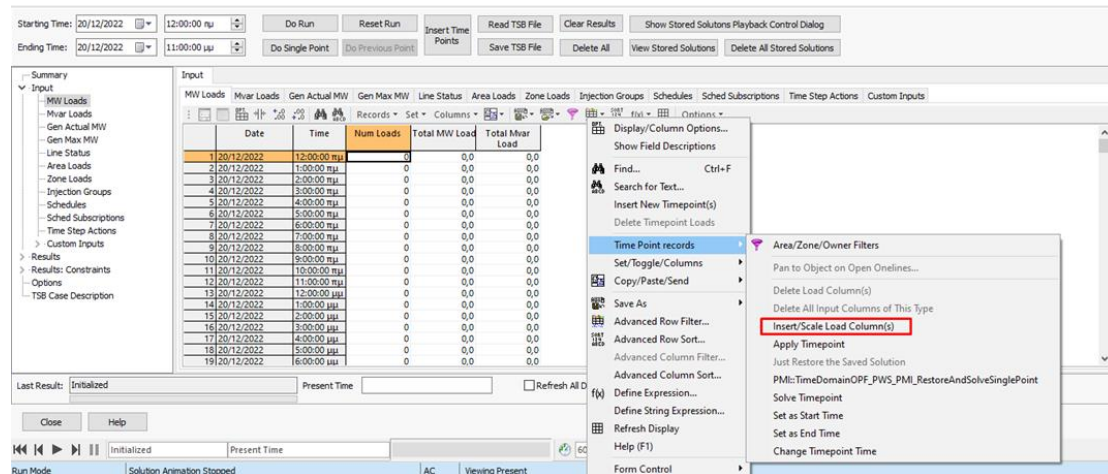 Starting Time: 20/12/2022 12:00:00 πμ Do Run Reset Run Insert Time Points Read TSB File Clear Results Show Stored Solutons Playback Control Dialog
Ending Time: 20/12/2022 11:00:00 μμ Do Single Point Do Previous Point Save TSB File Delete All View Stored Solutions Delete All Stored Solutions
Summary
Input
MW Loads
Mvar Loads
Gen Actual MW
Gen Max MW
Line Status
Area Loads
Zone Loads
Injection Groups
Schedules
Sched Subscriptions
Time Step Actions
Custom Inputs
Results
Results: Constraints
Options
TSB Case Description
Input
MW Loads Mvar Loads Gen Actual MW Gen Max MW Line Status Area Loads Zone Loads Injection Groups Schedules Sched Subscriptions Time Step Actions Custom Inputs
Records Set Columns Options
Date Time Num Loads Total MW Load Total Mvar Load
1 20/12/2022 12:00:00 πμ 0 0,0 0,0
2 20/12/2022 1:00:00 πμ 0 0,0 0,0
3 20/12/2022 2:00:00 πμ 0 0,0 0,0
4 20/12/2022 3:00:00 πμ 0 0,0 0,0
5 20/12/2022 4:00:00 πμ 0 0,0 0,0
6 20/12/2022 5:00:00 πμ 0 0,0 0,0
7 20/12/2022 6:00:00 πμ 0 0,0 0,0
8 20/12/2022 7:00:00 πμ 0 0,0 0,0
9 20/12/2022 8:00:00 πμ 0 0,0 0,0
10 20/12/2022 9:00:00 πμ 0 0,0 0,0
11 20/12/2022 10:00:00 πμ 0 0,0 0,0
12 20/12/2022 11:00:00 πμ 0 0,0 0,0
13 20/12/2022 12:00:00 μμ 0 0,0 0,0
14 20/12/2022 1:00:00 μμ 0 0,0 0,0
15 20/12/2022 2:00:00 μμ 0 0,0 0,0
16 20/12/2022 3:00:00 μμ 0 0,0 0,0
17 20/12/2022 4:00:00 μμ 0 0,0 0,0
18 20/12/2022 5:00:00 μμ 0 0,0 0,0
19 20/12/2022 6:00:00 μμ 0 0,0 0,0
Display/Column Options...
Show Field Descriptions
Find... Ctrl+F
Search for Text...
Insert New Timepoint(s)
Delete Timepoint Loads
Time Point records
Set/Toggle/Columns
Copy/Paste/Send
Save As
Advanced Row Filter...
Advanced Row Sort...
Advanced Column Filter...
Advanced Column Sort...
f(x) Define Expression...
Define String Expression...
Refresh Display
Help (F1)
Form Control
Area/Zone/Owner Filters
Pan to Object on Open Onelines...
Delete Load Column(s)
Delete All Input Columns of This Type
Insert/Scale Load Column(s)
Apply Timepoint
Just Restore the Saved Solution
PMI::TimeDomainOPF_PWS_PMI_RestoreAndSolveSinglePoint
Solve Timepoint
Set as Start Time
Set as End Time
Change Timepoint Time
Last Result: Initialized Present Time Refresh All D
Close Help
Initialized Present Time 60
Run Mode Solution Animation Stopped AC Viewing Present